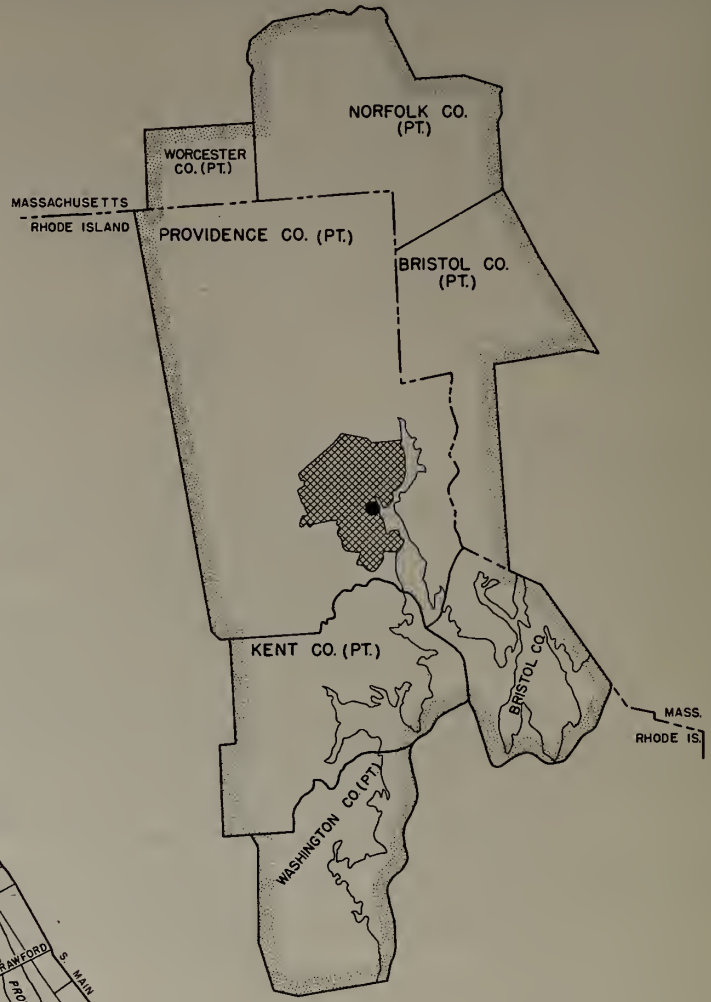 NORFOLK CO.
(PT.)
WORCESTER
CO. (PT.)
MASSACHUSETTS
RHODE ISLAND
PROVIDENCE CO. (PT.)
BRISTOL CO.
(PT.)
KENT CO. (PT.)
BRISTOL CO.
MASS.
RHODE IS.
WASHINGTON CO. (PT.)
S. MAIN